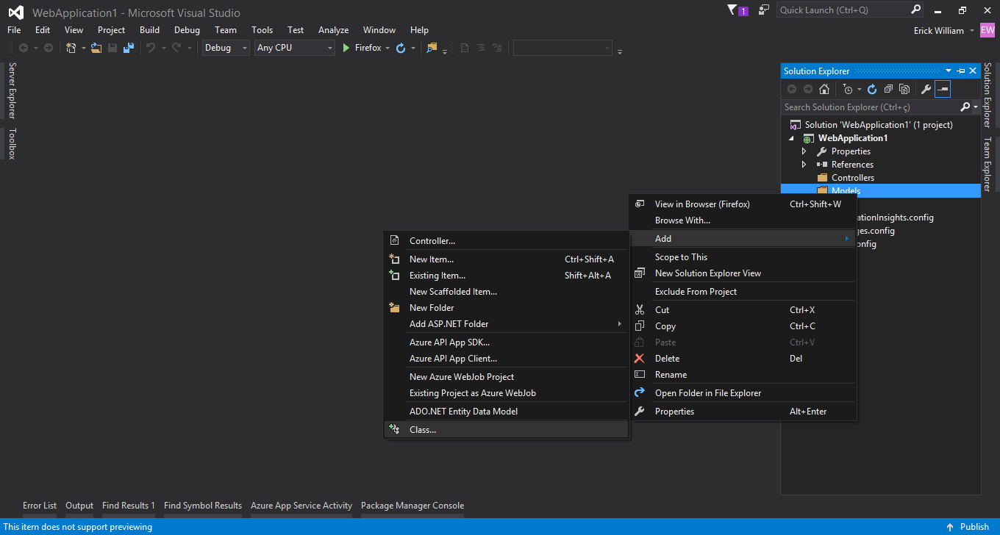 WebApplication1 - Microsoft Visual Studio
1
Quick Launch (Ctrl+Q)
File Edit View Project Build Debug Team Tools Test Analyze Window Help
Erick William
EW
Debug Any CPU Firefox
Server Explorer
Toolbox
Solution Explorer
Search Solution Explorer (Ctrl+ç)
Solution 'WebApplication1' (1 project)
WebApplication1
Properties
References
Controllers
Models
ationInsights.config
es.config
nfig
Solution Explorer
Team Explorer
View in Browser (Firefox) Ctrl+Shift+W
Browse With...
Add
Scope to This
New Solution Explorer View
Exclude From Project
Cut Ctrl+X
Copy Ctrl+C
Paste Ctrl+V
Delete Del
Rename
Open Folder in File Explorer
Properties Alt+Enter
Controller...
New Item... Ctrl+Shift+A
Existing Item... Shift+Alt+A
New Scaffolded Item...
New Folder
Add ASP.NET Folder
Azure API App SDK...
Azure API App Client...
New Azure WebJob Project
Existing Project as Azure WebJob
ADO.NET Entity Data Model
Class...
Error List Output Find Results 1 Find Symbol Results Azure App Service Activity Package Manager Console
This item does not support previewing
Publish